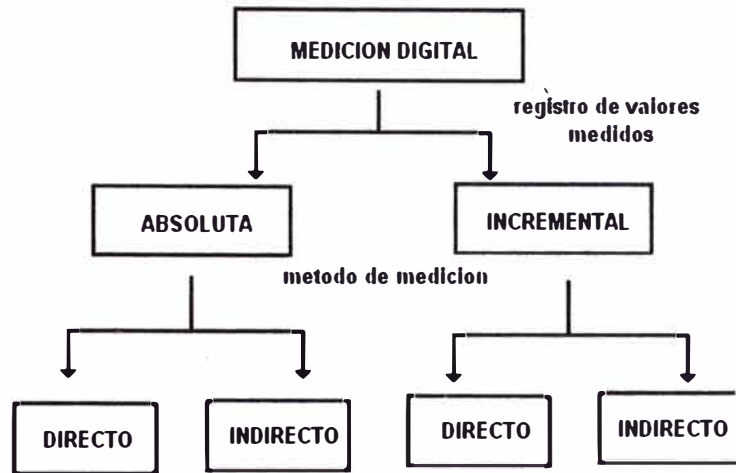 MEDICION DIGITAL
registro de valores
medidos
ABSOLUTA
INCREMENTAL
metodo de medicion
DIRECTO
INDIRECTO
DIRECTO
INDIRECTO